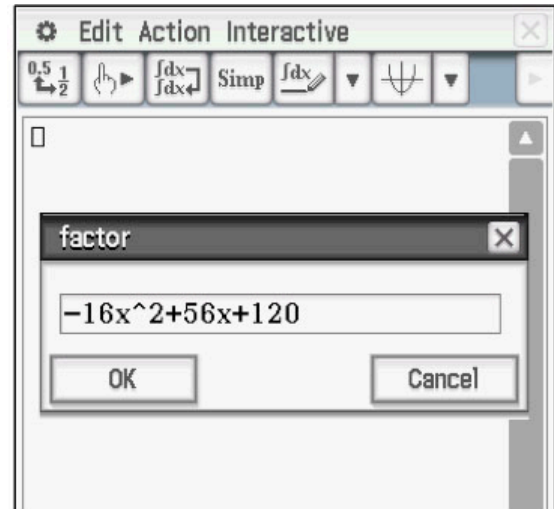 Edit Action Interactive
0.5 1 2 ∫dx ∫dx Simp ∫dx
factor
-16x^2+56x+120
OK Cancel